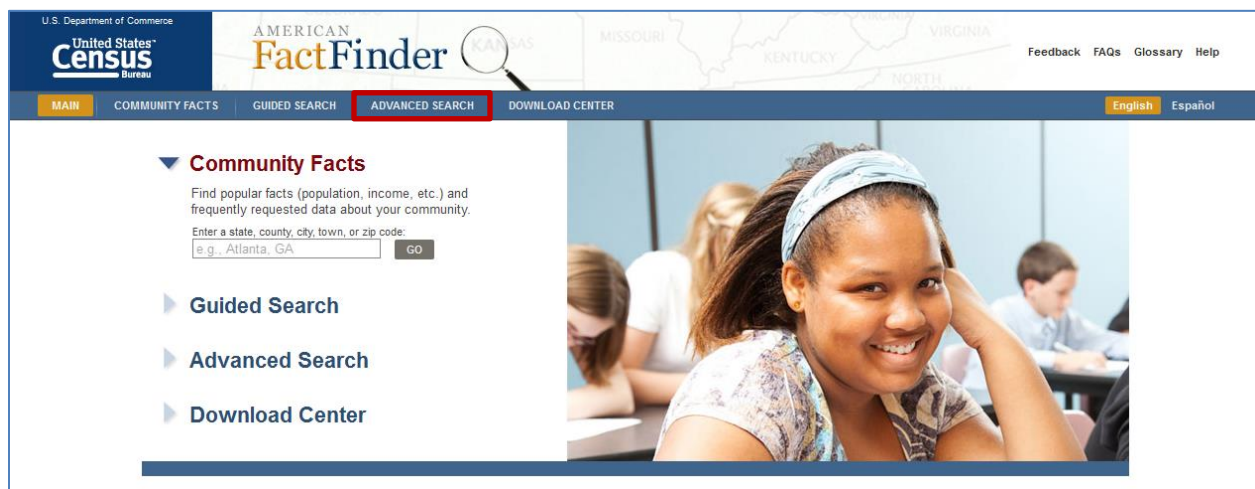 U.S. Department of Commerce
United States™
Census
Bureau
AMERICAN
FactFinder
KANSAS
MISSOURI
KENTUCKY
VIRGINIA
NORTH
CAROLINA
Feedback FAQs Glossary Help
MAIN COMMUNITY FACTS GUIDED SEARCH ADVANCED SEARCH DOWNLOAD CENTER English Español
Community Facts
Find popular facts (population, income, etc.) and
frequently requested data about your community.
Enter a state, county, city, town, or zip code:
e.g., Atlanta, GA GO
Guided Search
Advanced Search
Download Center